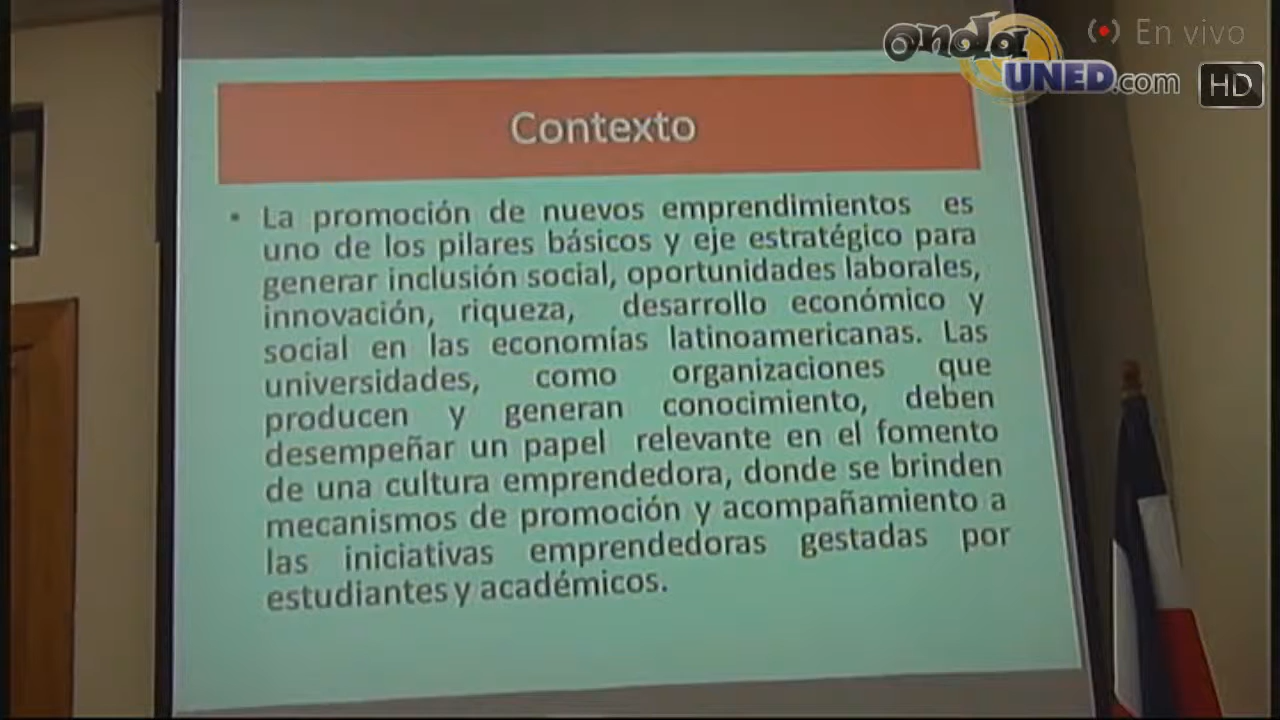 onda
UNED.com
En vivo
HD
Contexto
• La promoción de nuevos emprendimientos es
uno de los pilares básicos y eje estratégico para
generar inclusión social, oportunidades laborales,
innovación, riqueza, desarrollo económico y
social en las economías latinoamericanas. Las
universidades, como organizaciones que
producen y generan conocimiento, deben
desempeñar un papel relevante en el fomento
de una cultura emprendedora, donde se brinden
mecanismos de promoción y acompañamiento a
las iniciativas emprendedoras gestadas por
estudiantes y académicos.